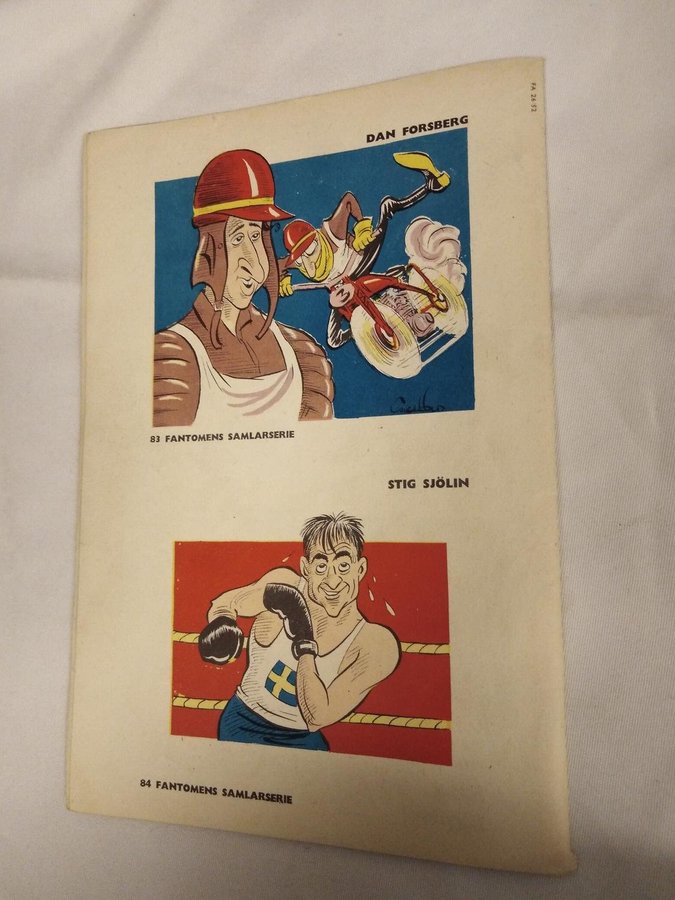 FA 26-52
DAN FORSBERG
83 FANTOMENS SAMLARSERIE
STIG SJÖLIN
84 FANTOMENS SAMLARSERIE